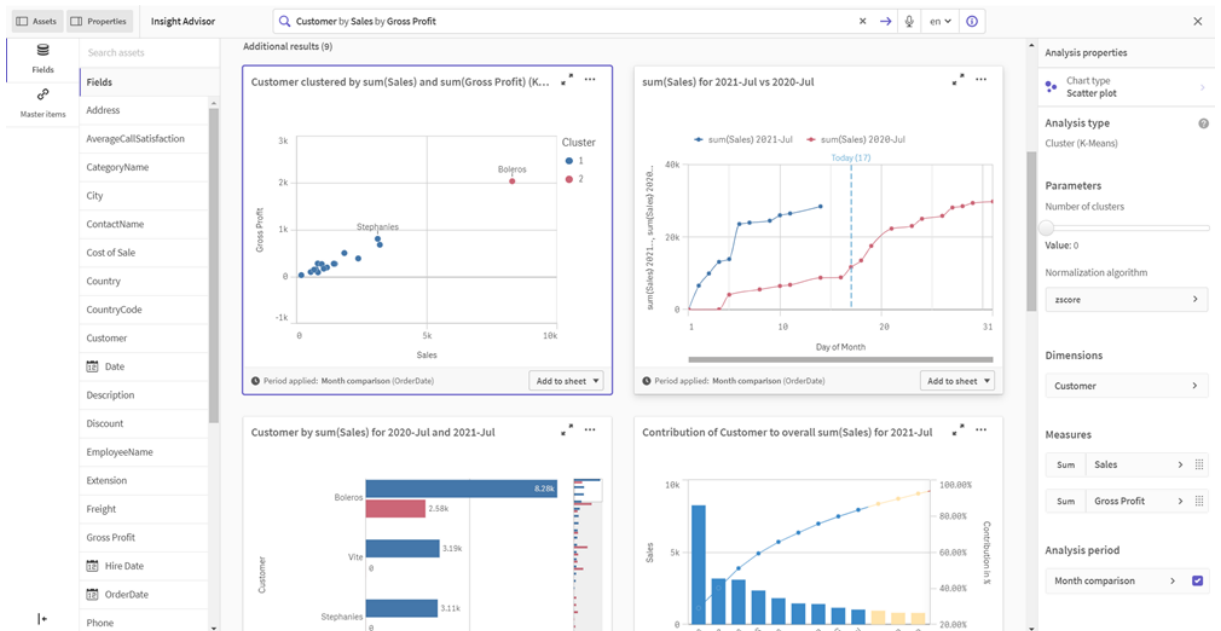 Assets
Properties
Insight Advisor
Customer by Sales by Gross Profit
en
Fields
Master items
Search assets
Fields
Address
AverageCallSatisfaction
CategoryName
City
ContactName
Cost of Sale
Country
CountryCode
Customer
Date
Description
Discount
EmployeeName
Extension
Freight
Gross Profit
Hire Date
OrderDate
Phone
Additional results (9)
Customer clustered by sum(Sales) and sum(Gross Profit) (K...
Gross Profit
3k
2k
1k
0
-1k
0
5k
10k
Sales
Boleros
Stephanies
Cluster
1
2
Period applied: Month comparison (OrderDate)
Add to sheet
sum(Sales) for 2021-Jul vs 2020-Jul
sum(Sales) 2021-Jul
sum(Sales) 2020-Jul
Today (17)
sum(Sales) 2021..., sum(Sales) 2020...
40k
20k
0
1
10
20
31
Day of Month
Period applied: Month comparison (OrderDate)
Add to sheet
Customer by sum(Sales) for 2020-Jul and 2021-Jul
Customer
Boleros
8.28k
2.58k
Vite
3.19k
0
Stephanies
3.11k
0
Contribution of Customer to overall sum(Sales) for 2021-Jul
Sales
10k
5k
0
100.00%
80.00%
60.00%
40.00%
20.00%
Contribution in %
Analysis properties
Chart type
Scatter plot
Analysis type
Cluster (K-Means)
Parameters
Number of clusters
Value: 0
Normalization algorithm
zscore
Dimensions
Customer
Measures
Sum
Sales
Sum
Gross Profit
Analysis period
Month comparison